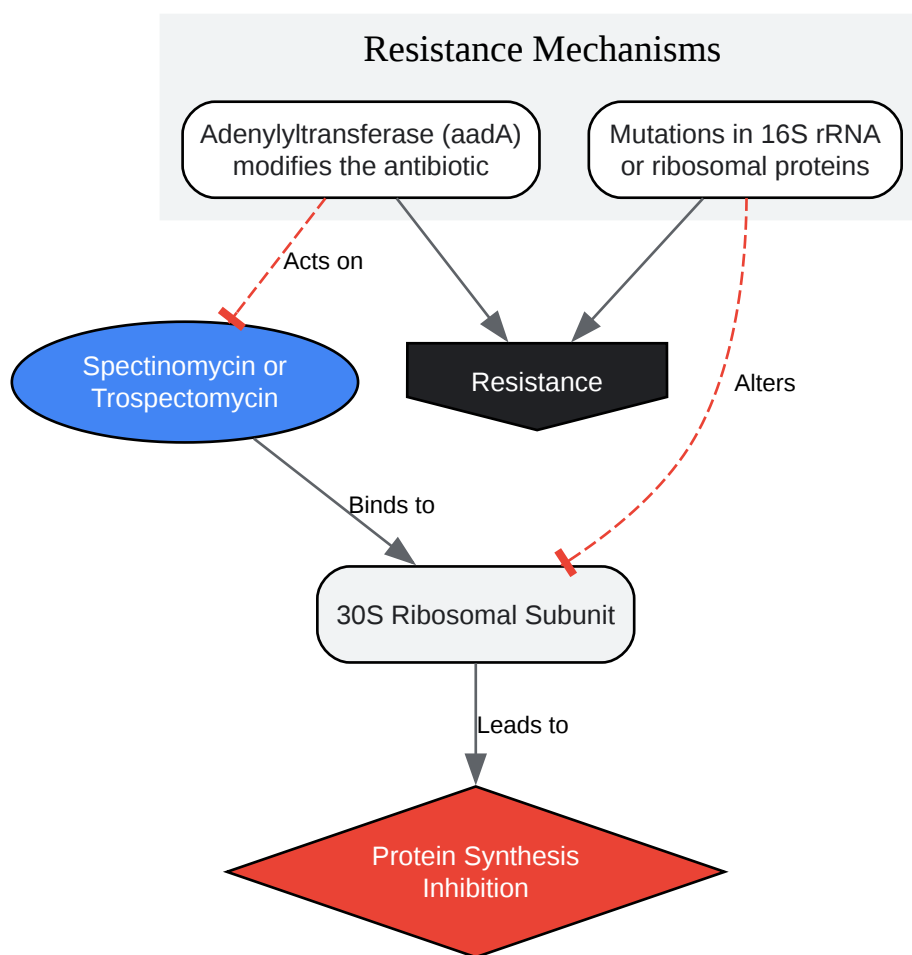 Resistance Mechanisms
Adenylyltransferase (aadA)
modifies the antibiotic
Mutations in 16S rRNA
or ribosomal proteins
Acts on
Spectinomycin or
Trospectomycin
Resistance
Alters
Binds to
30S Ribosomal Subunit
Leads to
Protein Synthesis
Inhibition